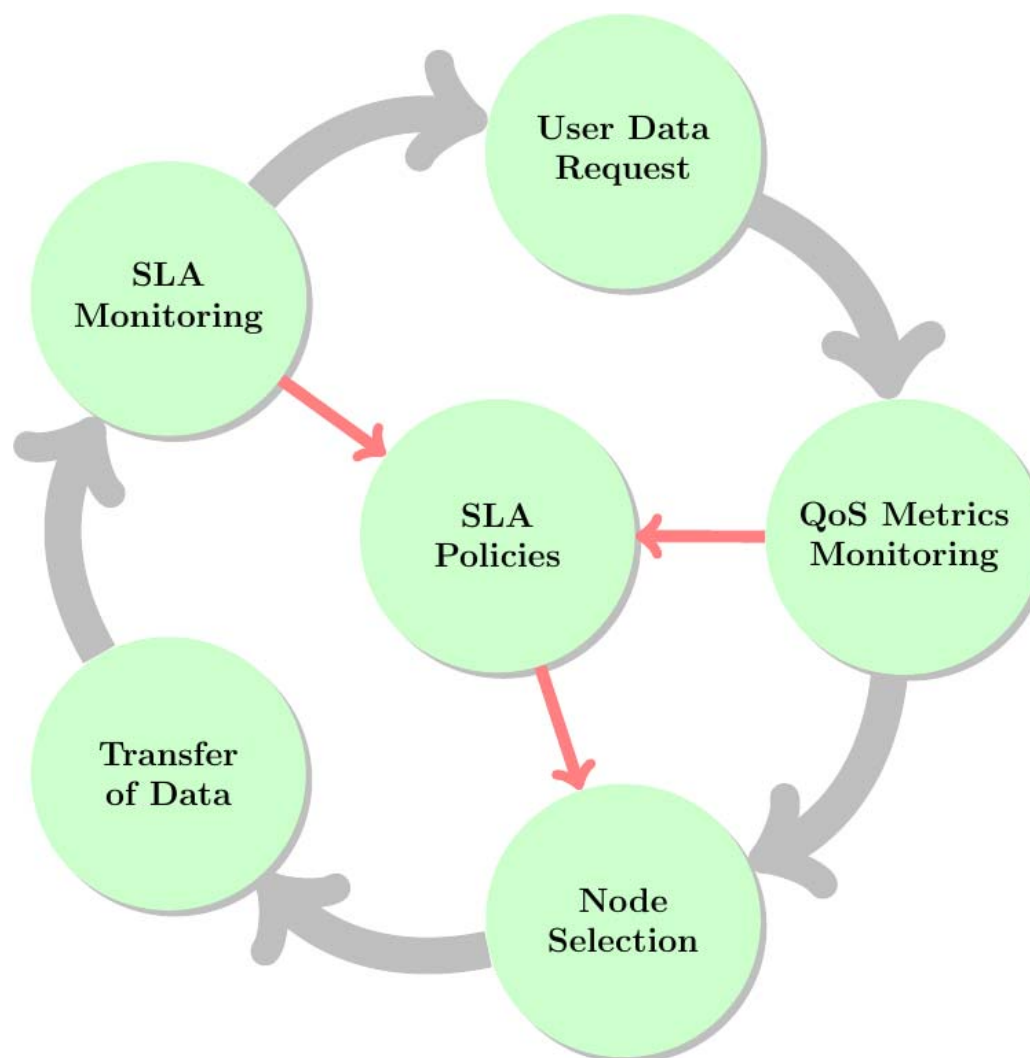 User Data
Request
SLA
Monitoring
SLA
Policies
QoS Metrics
Monitoring
Transfer
of Data
Node
Selection